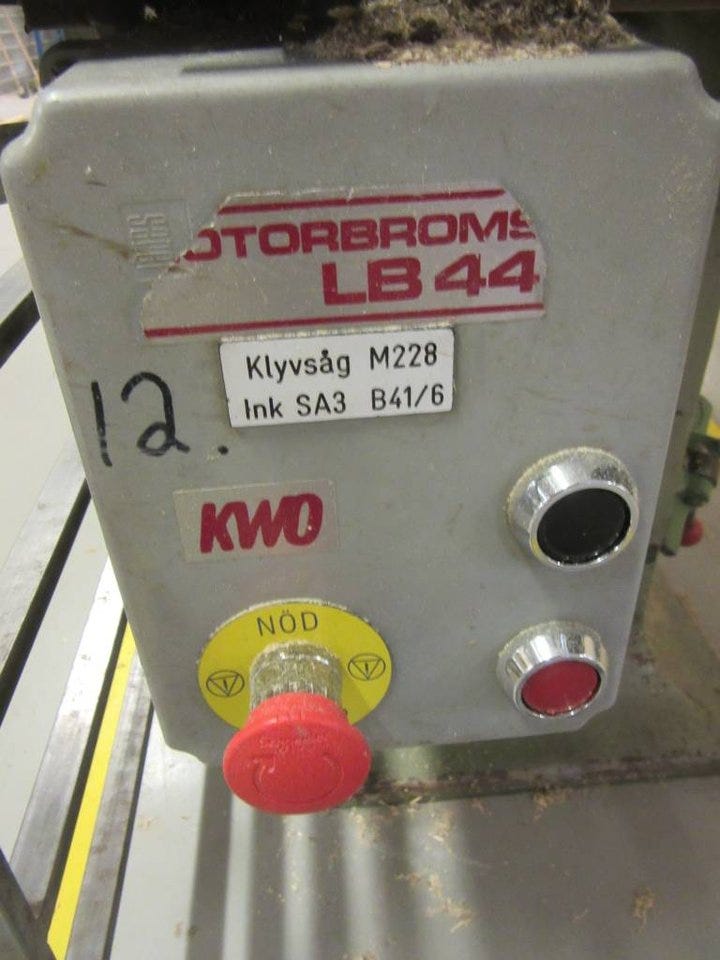 OTORBROMS
LB 44
Klyvsåg M228
Ink SA3 B41/6
12.
KWO
NÖD